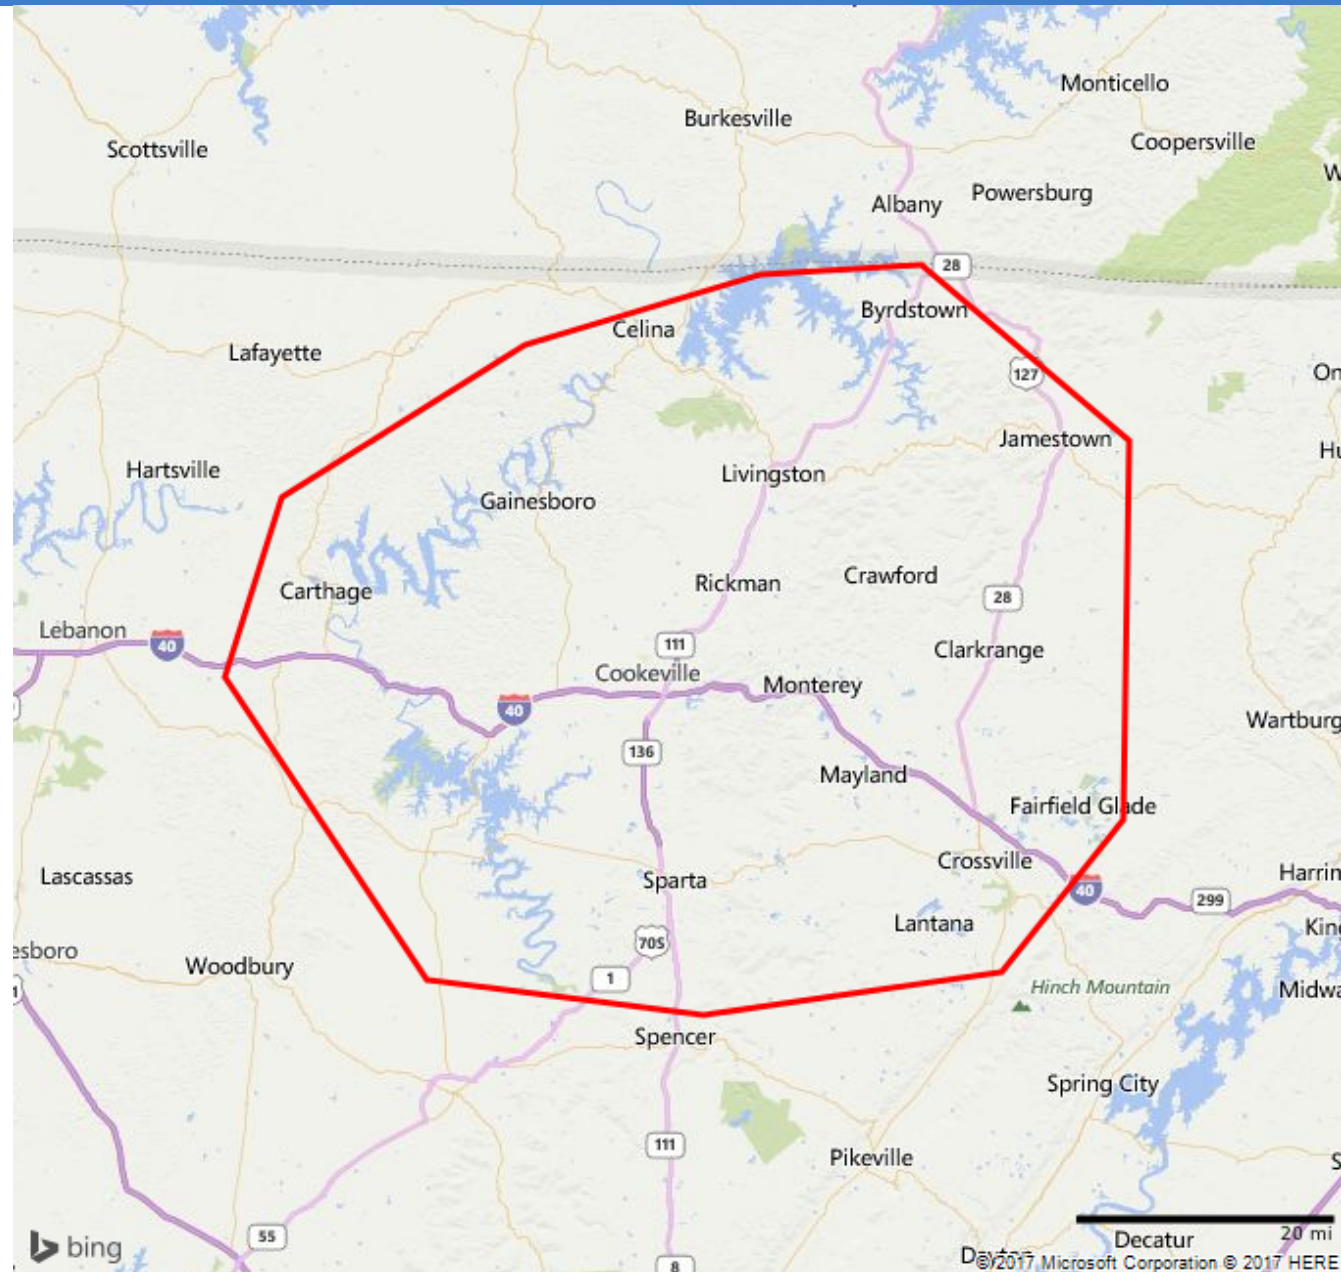 Monticello
Burkesville
Coopersville
Scottsville
Powersburg
Albany
28
Byrdstown
Celina
Lafayette
127
Jamestown
Hartsville
Livingston
Gainesboro
Crawford
Rickman
Carthage
28
Lebanon
40
111
Clarkrange
Cookeville
Monterey
40
Wartburg
136
Mayland
Fairfield Glade
Crossville
Lascassas
Sparta
40
299
Lantana
70S
esboro
Woodbury
1
Hinch Mountain
Spencer
Spring City
111
Pikeville
55
bing
20 mi
Decatur
8
©2017 Microsoft Corporation © 2017 HERE